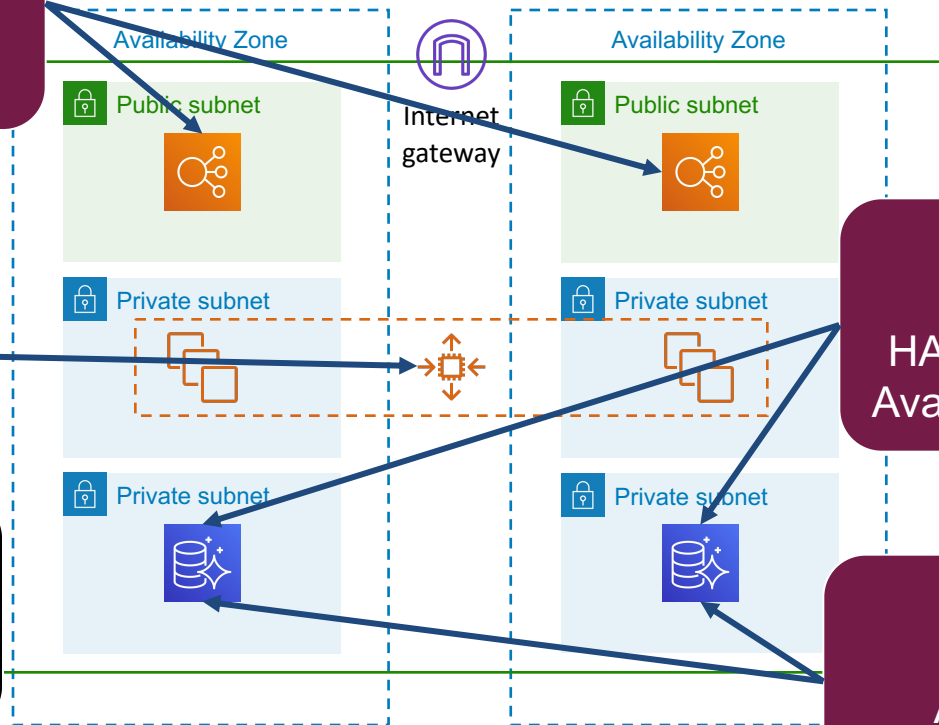 Availability Zone
Availability Zone
Public subnet
Public subnet
Internet
gateway
Private subnet
Private subnet
HA
Ava
Private subnet
Private subnet